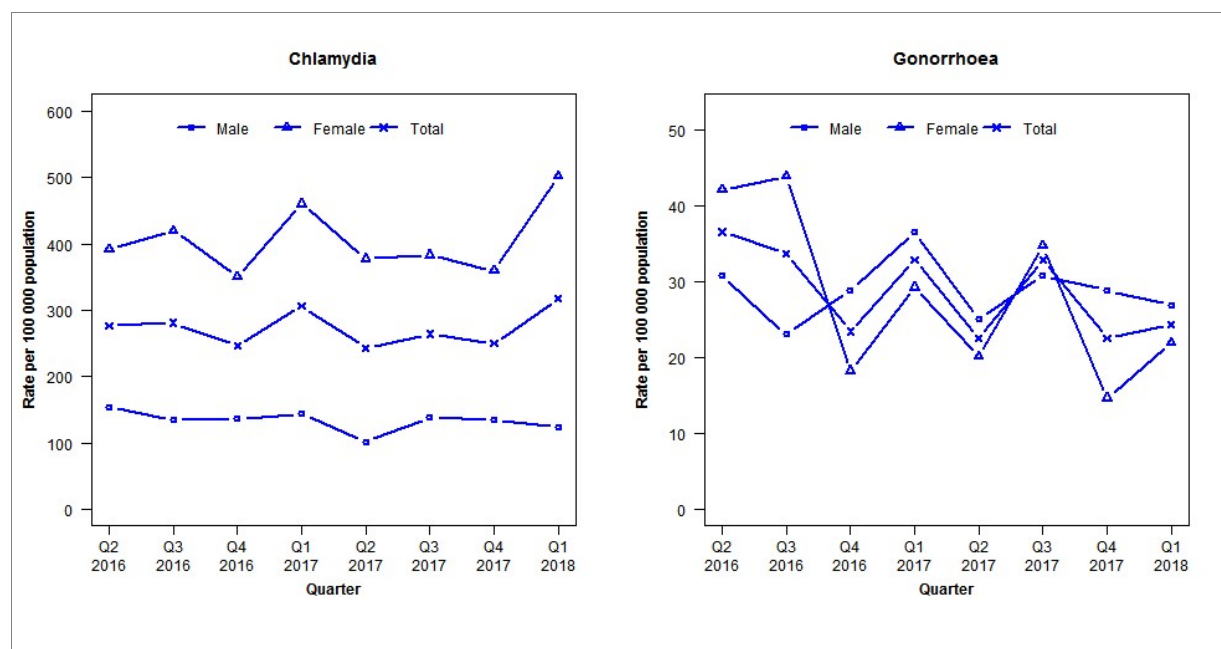 Chlamydia
Male Female Total
Rate per 100 000 population
600
500
400
300
200
100
0
Q2 Q3 Q4 Q1 Q2 Q3 Q4 Q1
2016 2016 2016 2017 2017 2017 2017 2018
Quarter
Gonorrhoea
Male Female Total
Rate per 100 000 population
50
40
30
20
10
0
Q2 Q3 Q4 Q1 Q2 Q3 Q4 Q1
2016 2016 2016 2017 2017 2017 2017 2018
Quarter